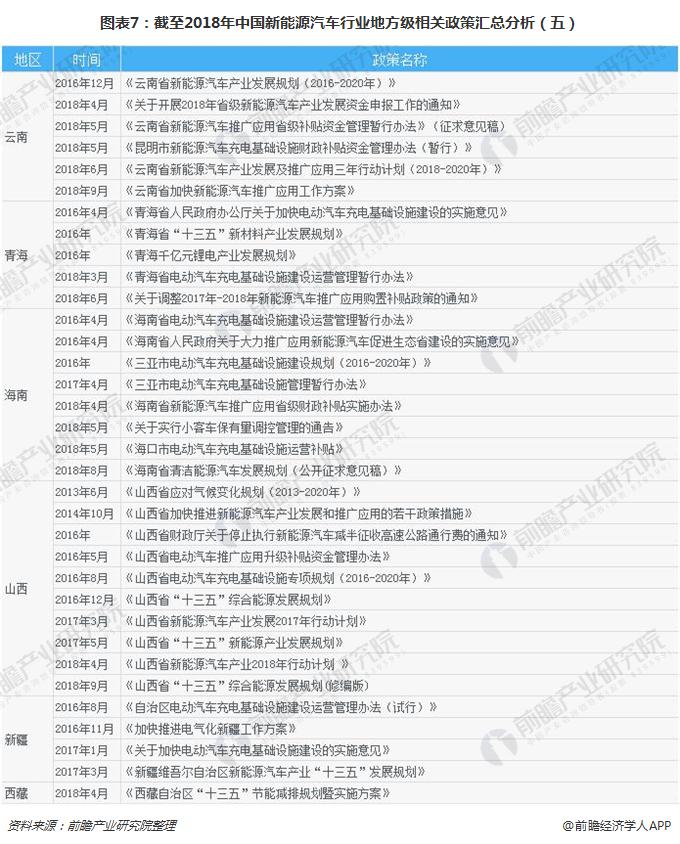 图表7：截至2018年中国新能源汽车行业地方级相关政策汇总分析（五）
地区 时间 政策名称
云南
2016年12月 《云南省新能源汽车产业发展规划（2016-2020年）》
2018年4月 《关于开展2018年省级新能源汽车产业发展资金申报工作的通知》
2018年5月 《云南省新能源汽车推广应用省级补贴资金管理暂行办法》（征求意见稿）
2018年5月 《昆明市新能源汽车充电基础设施财政补贴资金管理办法（暂行）》
2018年6月 《云南省新能源汽车产业发展及推广应用三年行动计划（2018-2020年）》
2018年9月 《云南省加快新能源汽车推广应用工作方案》
青海
2016年4月 《青海省人民政府办公厅关于加快电动汽车充电基础设施建设的实施意见》
2016年 《青海省“十三五”新材料产业发展规划》
2016年 《青海千亿元锂电产业发展规划》
2018年3月 《青海省电动汽车充电基础设施建设运营管理暂行办法》
2018年6月 《关于调整2017年-2018年新能源汽车推广应用购置补贴政策的通知》
海南
2016年4月 《海南省电动汽车充电基础设施建设运营管理暂行办法》
2016年4月 《海南省人民政府关于大力推广应用新能源汽车促进生态省建设的实施意见》
2016年 《三亚市电动汽车充电基础设施建设规划（2016-2020年）》
2017年4月 《三亚市电动汽车充电基础设施管理暂行办法》
2018年4月 《海南省新能源汽车推广应用省级财政补贴实施办法》
2018年5月 《关于实行小客车保有量调控管理的通告》
2018年5月 《海口市电动汽车充电基础设施运营补贴》
2018年8月 《海南省清洁能源汽车发展规划（公开征求意见稿）》
山西
2013年6月 《山西省应对气候变化规划（2013-2020年）》
2014年10月 《山西省加快推进新能源汽车产业发展和推广应用的若干政策措施》
2016年 《山西省财政厅关于停止执行新能源汽车减半征收高速公路通行费的通知》
2016年5月 《山西省电动汽车推广应用升级补贴资金管理办法》
2016年8月 《山西省电动汽车充电基础设施专项规划（2016-2020年）》
2016年12月 《山西省“十三五”综合能源发展规划》
2017年3月 《山西省新能源汽车产业发展2017年行动计划》
2017年5月 《山西省“十三五”新能源产业发展规划》
2018年4月 《山西省新能源汽车产业2018年行动计划 》
2018年9月 《山西省“十三五”综合能源发展规划(修编版)
新疆
2016年8月 《自治区电动汽车充电基础设施建设运营管理办法（试行）》
2016年11月 《加快推进电气化新疆工作方案》
2017年1月 《关于加快电动汽车充电基础设施建设的实施意见》
2017年3月 《新疆维吾尔自治区新能源汽车产业“十三五”发展规划》
西藏 2018年4月 《西藏自治区“十三五”节能减排规划暨实施方案》
资料来源：前瞻产业研究院整理 @前瞻经济学人APP
前瞻产业研究院